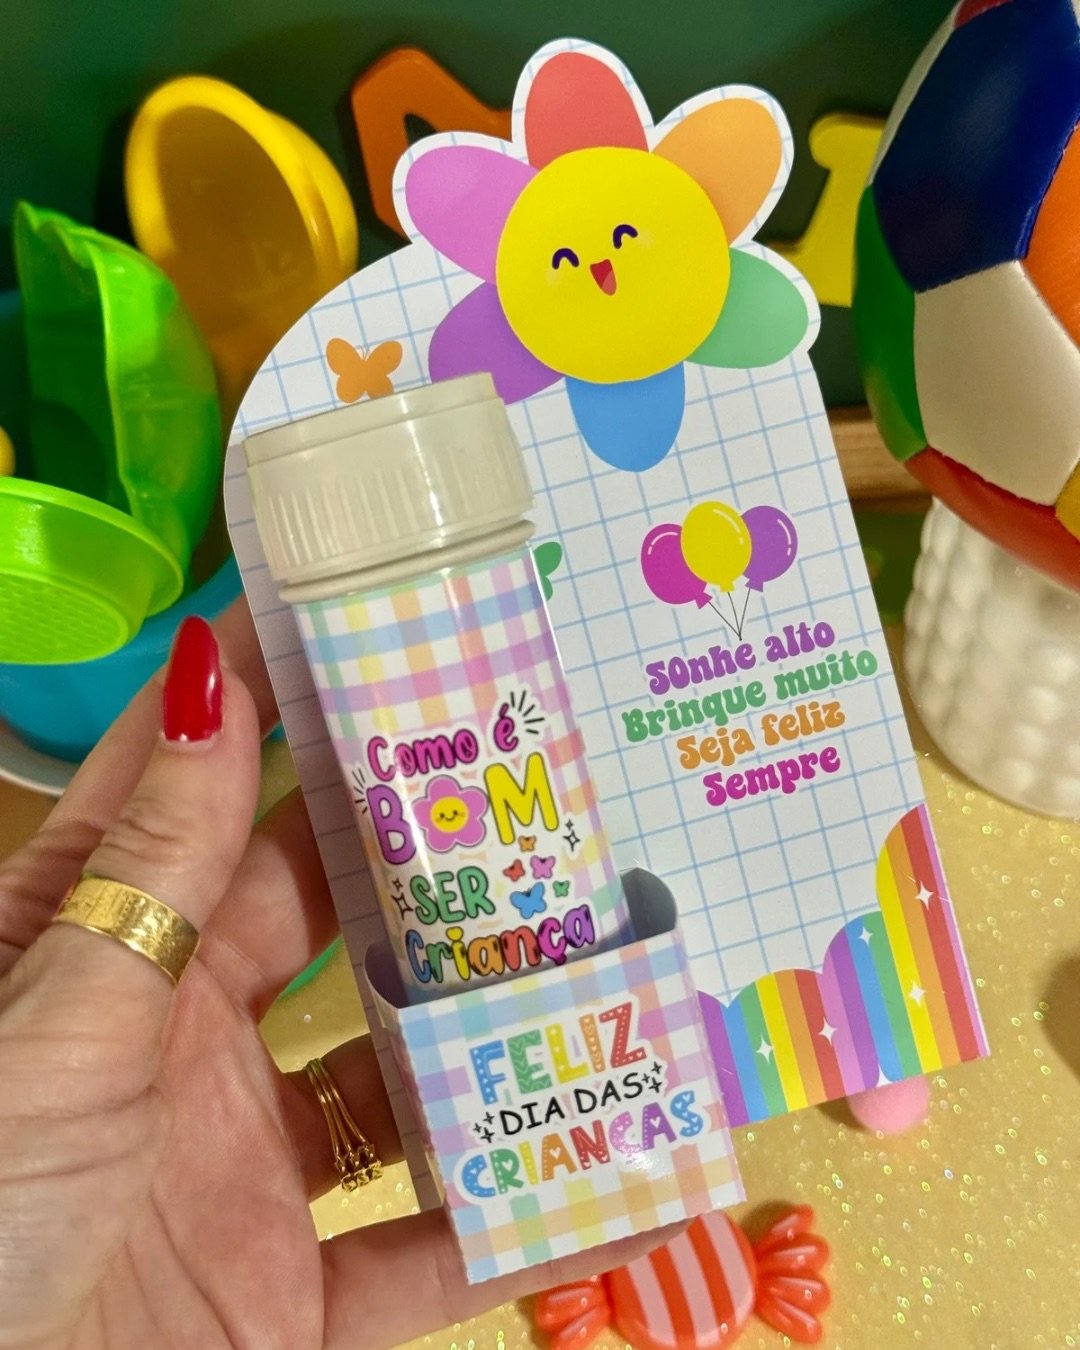 Sonhe alto
Brinque muito
Seja feliz
Sempre
Como é
BOM
SER
Criança
FELIZ
DIA DAS
CRIANÇAS